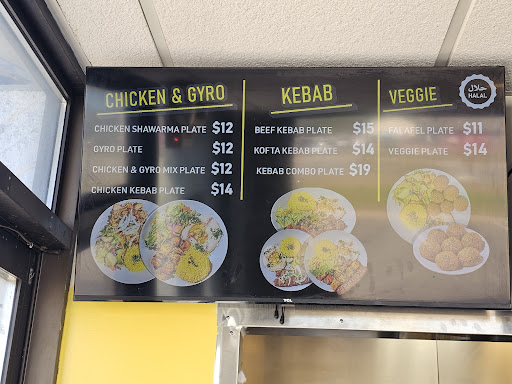 CHICKEN & GYRO
CHICKEN SHAWARMA PLATE $12
GYRO PLATE $12
CHICKEN & GYRO MIX PLATE $12
CHICKEN KEBAB PLATE $14
KEBAB
BEEF KEBAB PLATE $15
KOFTA KEBAB PLATE $14
KEBAB COMBO PLATE $19
VEGGIE
FALAFEL PLATE $11
VEGGIE PLATE $14
حلال
HALAL
TCL